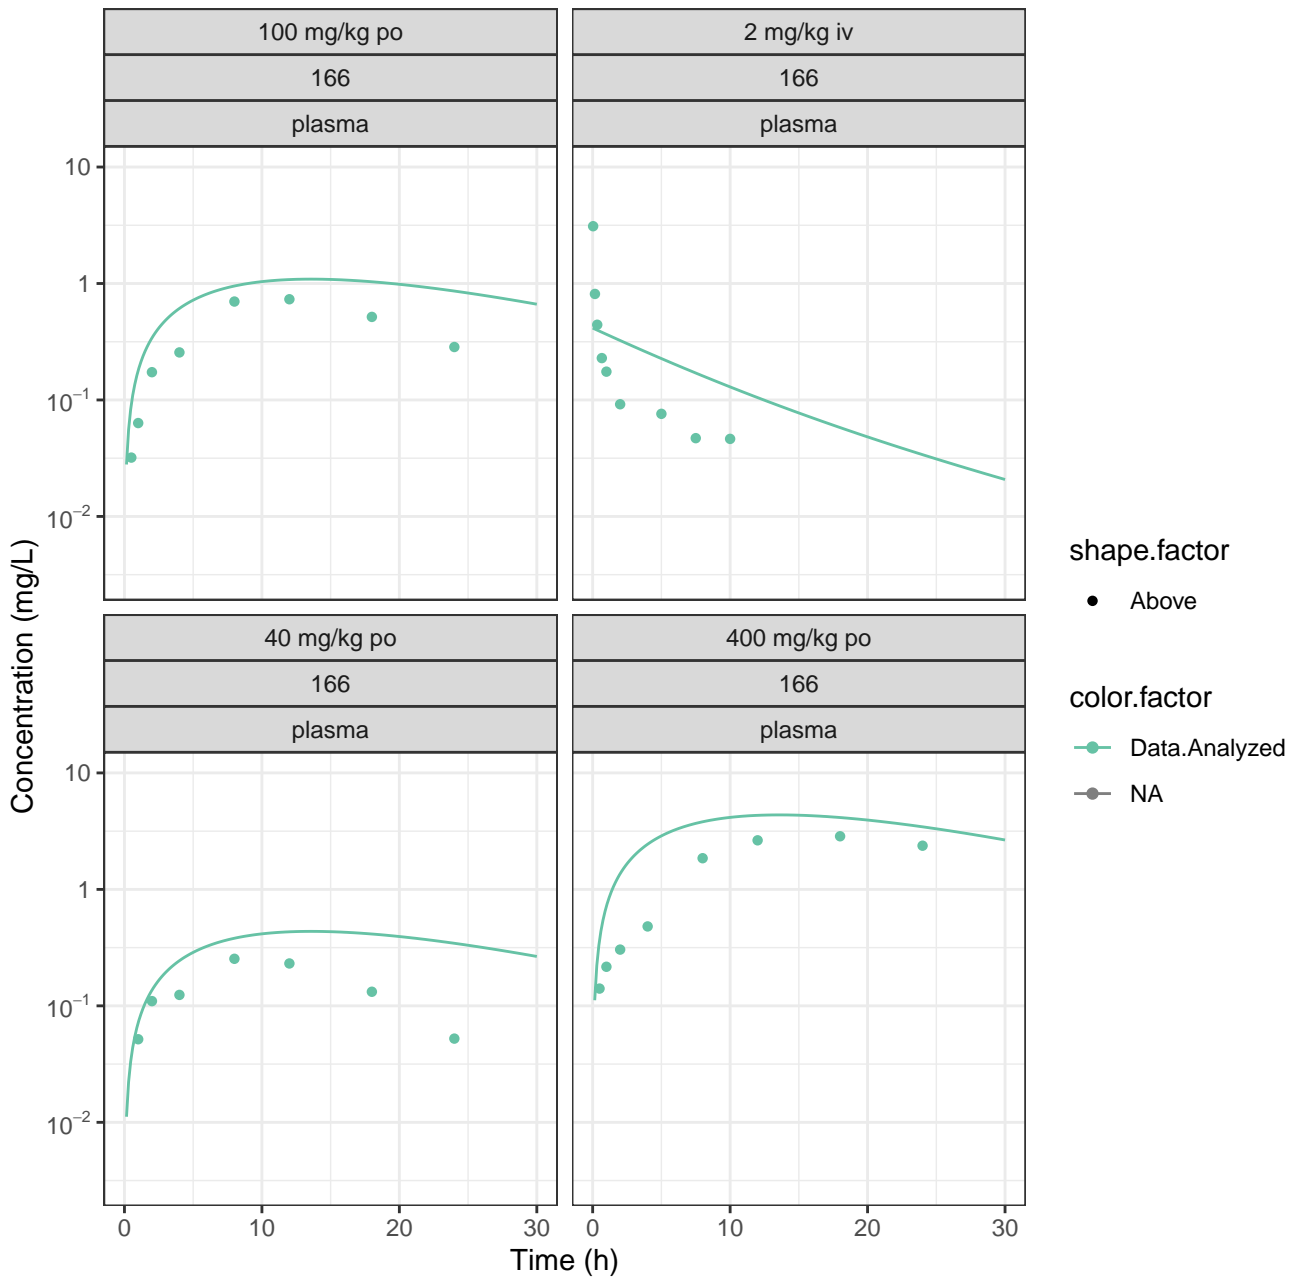 100 mg/kg po
166
plasma
2 mg/kg iv
166
plasma
10
1
10⁻¹
10⁻²
40 mg/kg po
166
plasma
400 mg/kg po
166
plasma
10
1
10⁻¹
10⁻²
0 10 20 30
0 10 20 30
Time (h)
Concentration (mg/L)
shape.factor
Above
color.factor
Data.Analyzed
NA